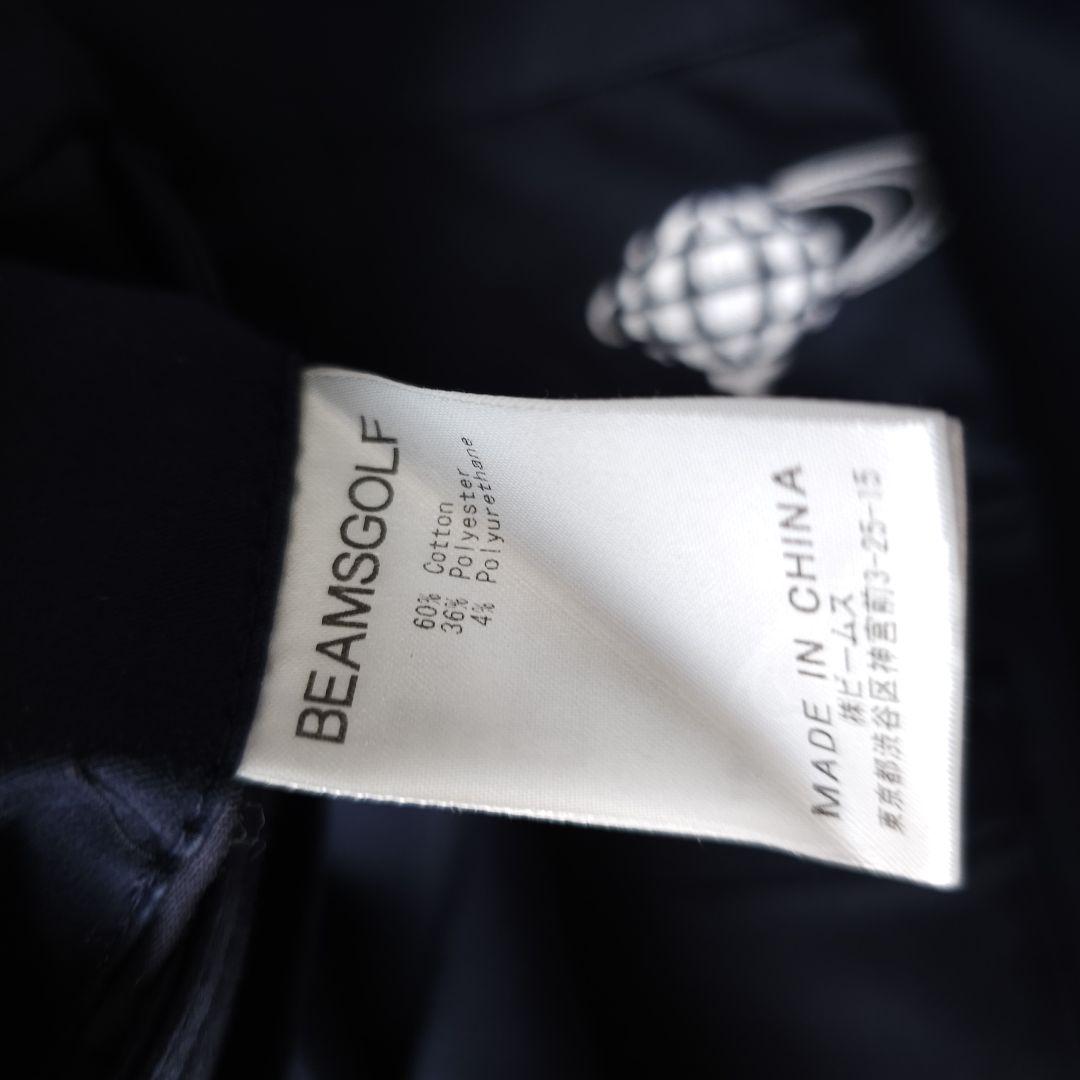 BEAMSGOLF
60% Cotton
36% Polyester
4% Polyurethane
MADE IN CHINA
㈱ビームス
東京都渋谷区神宮前3-25-15